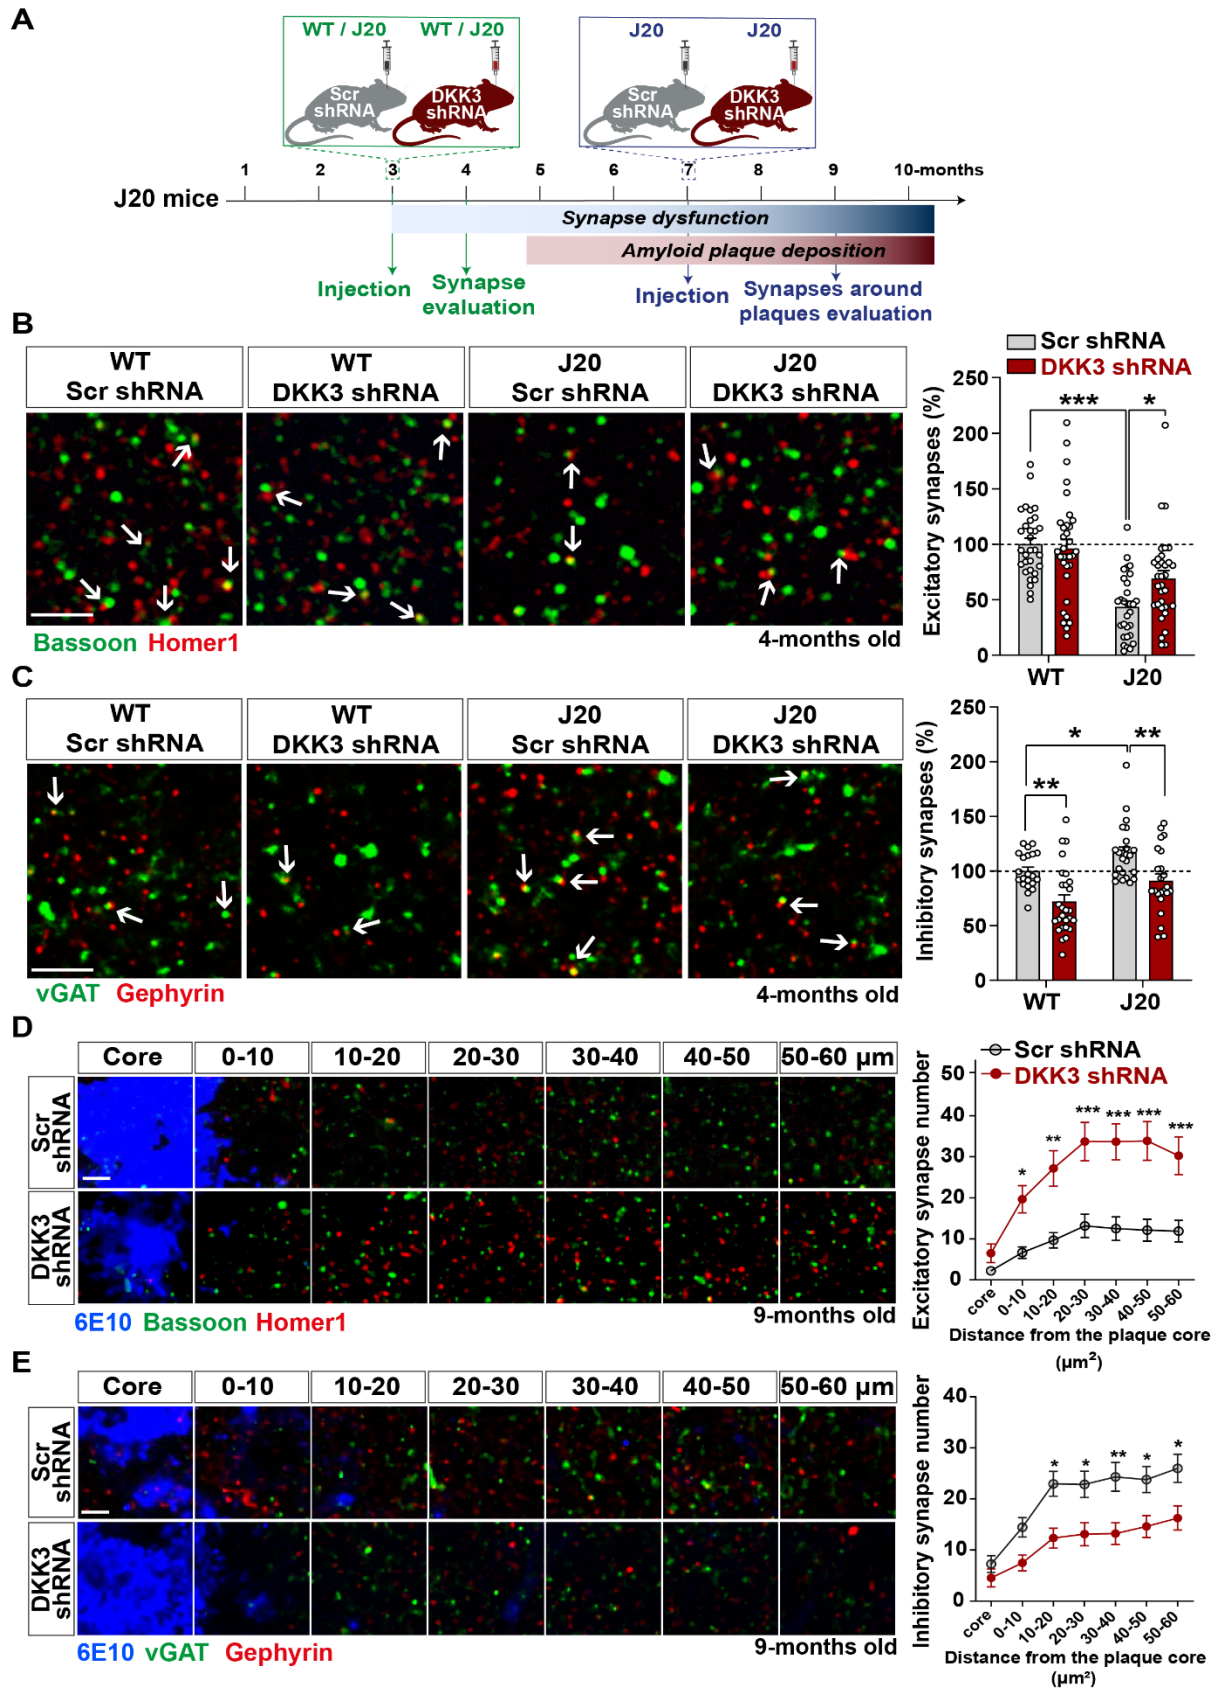 A
WT / J20 WT / J20 J20 J20
Scr shRNA DKK3 shRNA Scr shRNA DKK3 shRNA
1 2 3 4 5 6 7 8 9 10-months
J20 mice
Synapse dysfunction
Amyloid plaque deposition
Injection Synapse evaluation Injection Synapses around plaques evaluation
B
WT Scr shRNA
WT DKK3 shRNA
J20 Scr shRNA
J20 DKK3 shRNA
Bassoon Homer1
4-months old
Scr shRNA
DKK3 shRNA
Excitatory synapses (%)
250
200
150
100
50
0
*** *
WT J20
C
WT Scr shRNA
WT DKK3 shRNA
J20 Scr shRNA
J20 DKK3 shRNA
vGAT Gephyrin
4-months old
Inhibitory synapses (%)
250
200
150
100
50
0
* **
**
WT J20
D
Core 0-10 10-20 20-30 30-40 40-50 50-60 µm
Scr shRNA
DKK3 shRNA
6E10 Bassoon Homer1
9-months old
Scr shRNA
DKK3 shRNA
Excitatory synapse number
50
40
30
20
10
0
* ** *** *** *** ***
core 0-10 10-20 20-30 30-40 40-50 50-60
Distance from the plaque core
(µm²)
E
Core 0-10 10-20 20-30 30-40 40-50 50-60 µm
Scr shRNA
DKK3 shRNA
6E10 vGAT Gephyrin
9-months old
Inhibitory synapse number
40
30
20
10
0
* * ** * *
core 0-10 10-20 20-30 30-40 40-50 50-60
Distance from the plaque core
(µm²)